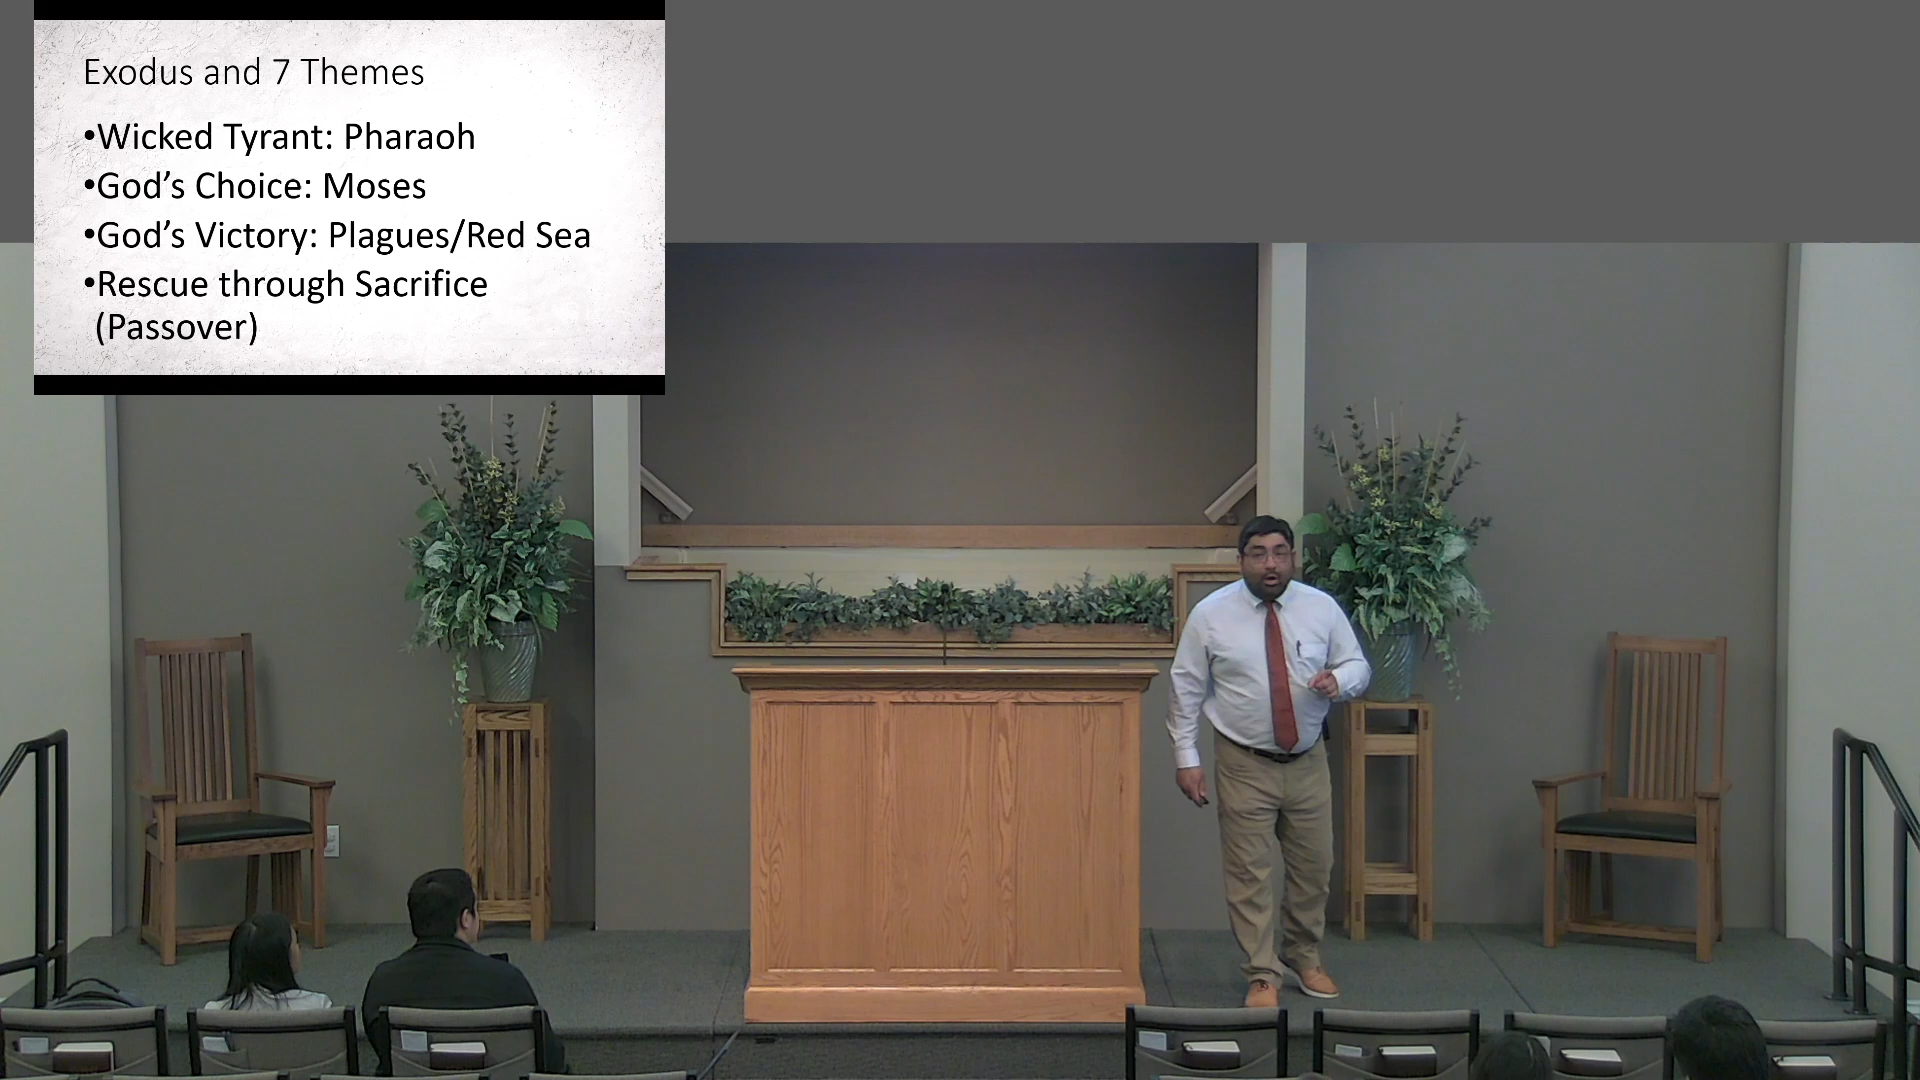 Exodus and 7 Themes
•Wicked Tyrant: Pharaoh
•God’s Choice: Moses
•God’s Victory: Plagues/Red Sea
•Rescue through Sacrifice
(Passover)